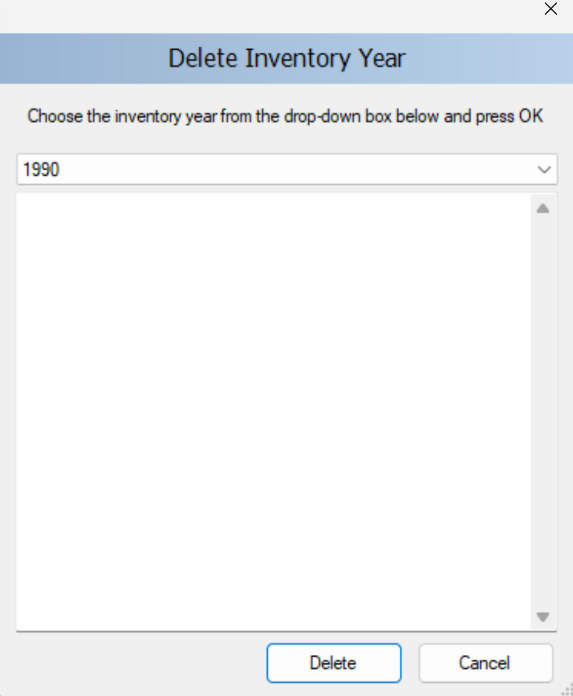 Delete Inventory Year
Choose the inventory year from the drop-down box below and press OK
1990
Delete
Cancel